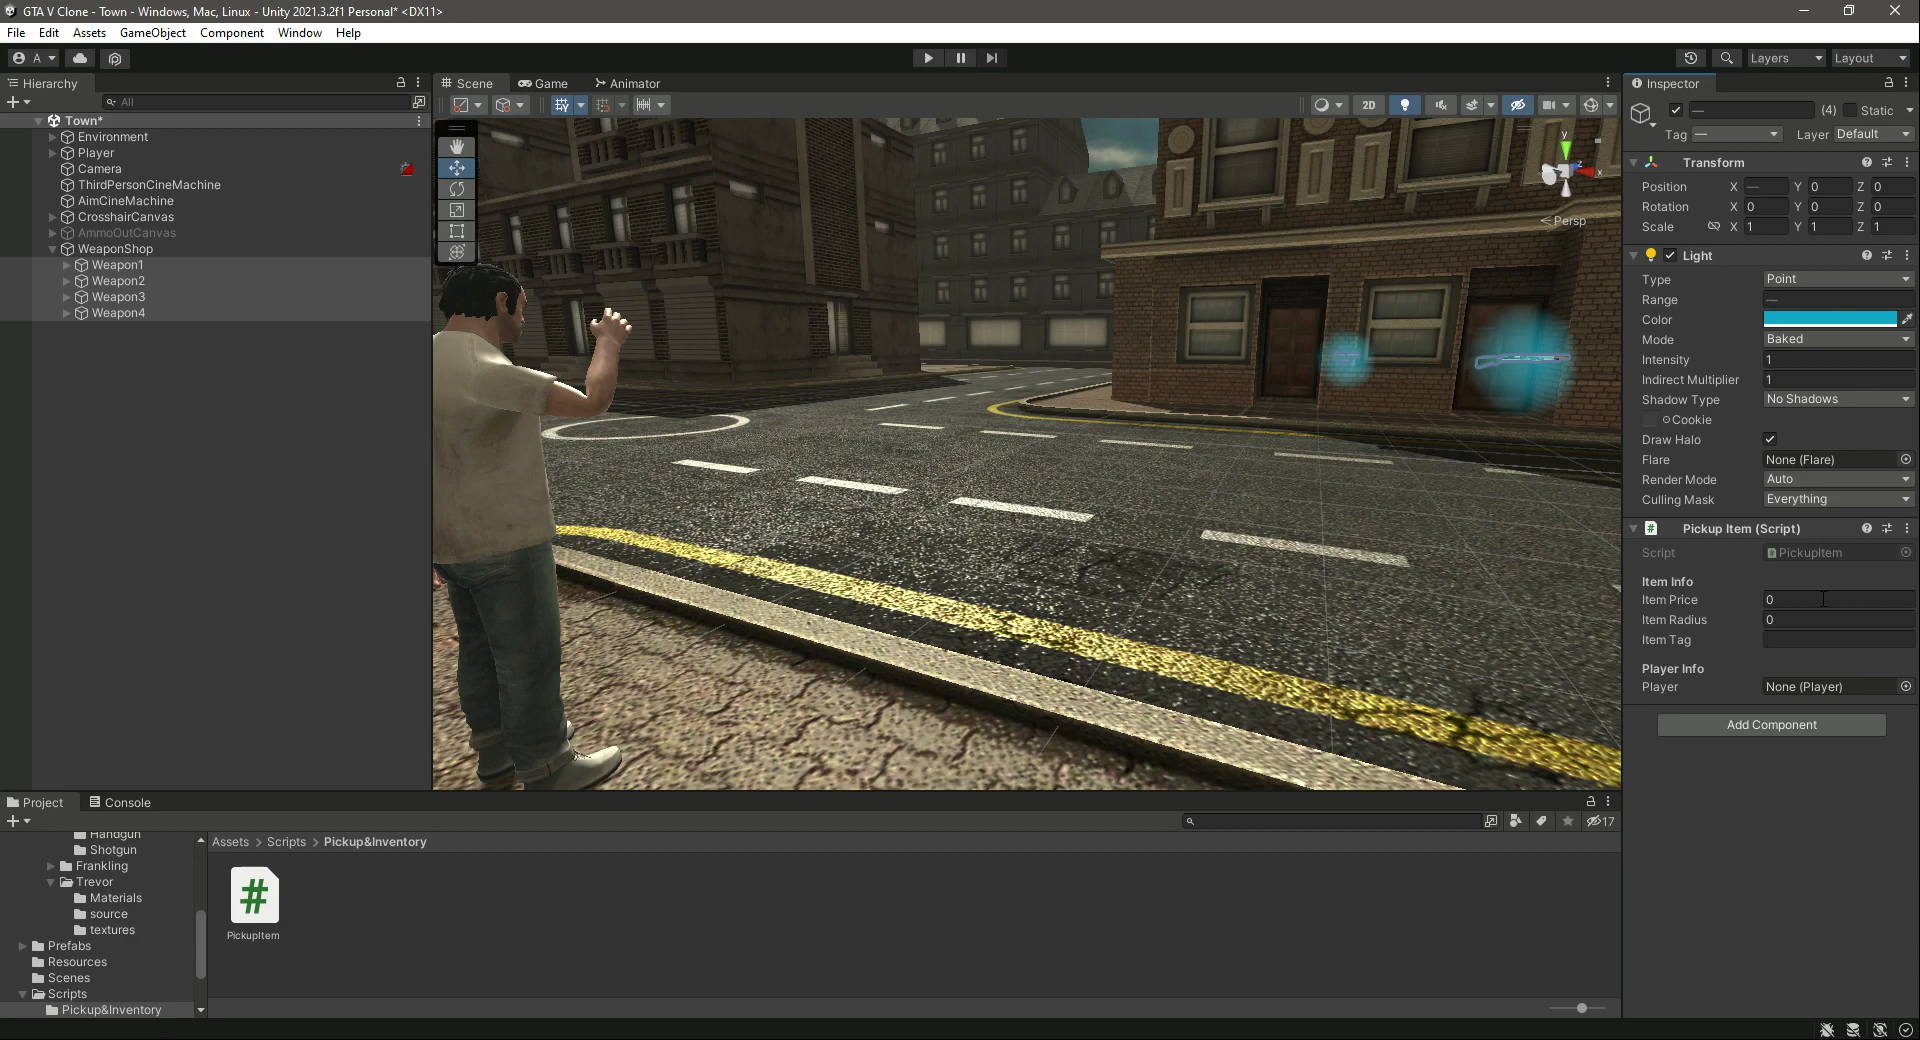 GTA V Clone - Town - Windows, Mac, Linux - Unity 2021.3.2f1 Personal* <DX11>
File Edit Assets GameObject Component Window Help
A
Layers
Layout
Hierarchy
All
Town*
Environment
Player
Camera
ThirdPersonCineMachine
AimCineMachine
CrosshairCanvas
AmmoOutCanvas
WeaponShop
Weapon1
Weapon2
Weapon3
Weapon4
Scene
Game
Animator
2D
y
z
x
Persp
Inspector
(4)
Static
Tag —
Layer Default
Transform
Position X — Y 0 Z 0
Rotation X 0 Y 0 Z 0
Scale X 1 Y 1 Z 1
Light
Type Point
Range —
Color
Mode Baked
Intensity 1
Indirect Multiplier 1
Shadow Type No Shadows
Cookie
Draw Halo
Flare None (Flare)
Render Mode Auto
Culling Mask Everything
# Pickup Item (Script)
Script PickupItem
Item Info
Item Price 0
Item Radius 0
Item Tag
Player Info
Player None (Player)
Add Component
Project
Console
17
Handgun
Shotgun
Frankling
Trevor
Materials
source
textures
Prefabs
Resources
Scenes
Scripts
Pickup&Inventory
Assets > Scripts > Pickup&Inventory
#
PickupItem